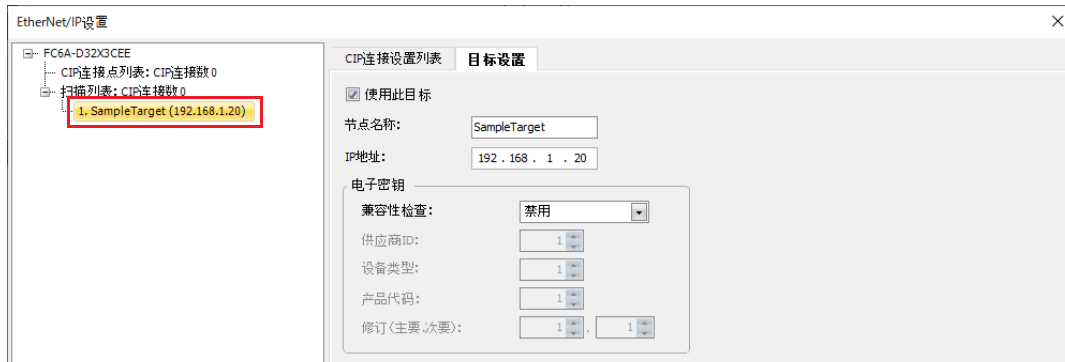 EtherNet/IP设置
FC6A-D32X3CEE
CIP连接点列表: CIP连接数 0
扫描列表: CIP连接数 0
1. SampleTarget (192.168.1.20)
CIP连接设置列表
目标设置
使用此目标
节点名称:
SampleTarget
IP地址:
192 . 168 . 1 . 20
电子密钥
兼容性检查:
禁用
供应商ID:
1
设备类型:
1
产品代码:
1
修订(主要.次要):
1 . 1